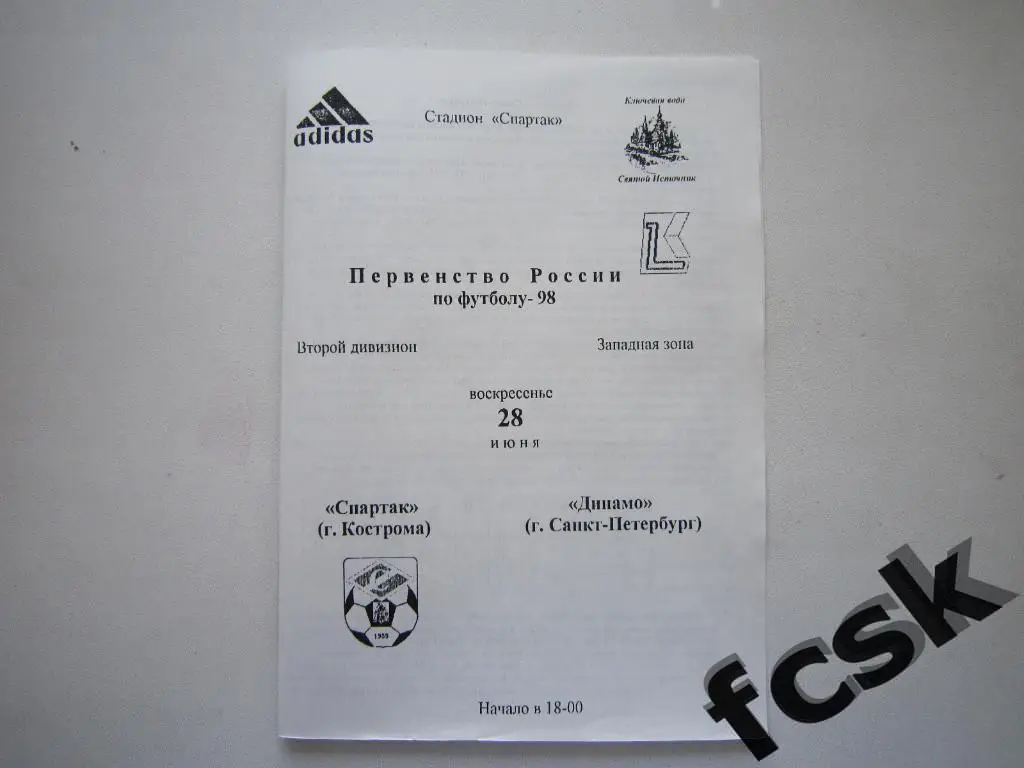 adidas
Стадион «Спартак»
Ключевая вода
Святой Источник
LK
Первенство России
по футболу- 98
Второй дивизион
Западная зона
воскресенье
28
июня
«Спартак»
(г. Кострома)
«Динамо»
(г. Санкт-Петербург)
1959
Начало в 18-00
fcsk